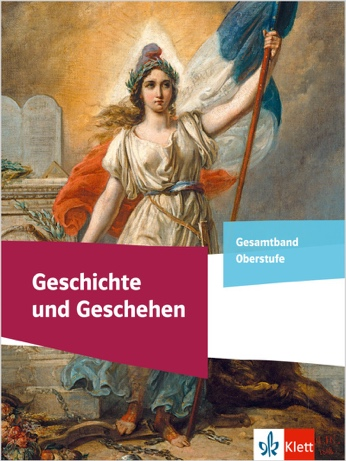 Gesamtband
Oberstufe
Geschichte
und Geschehen
Klett